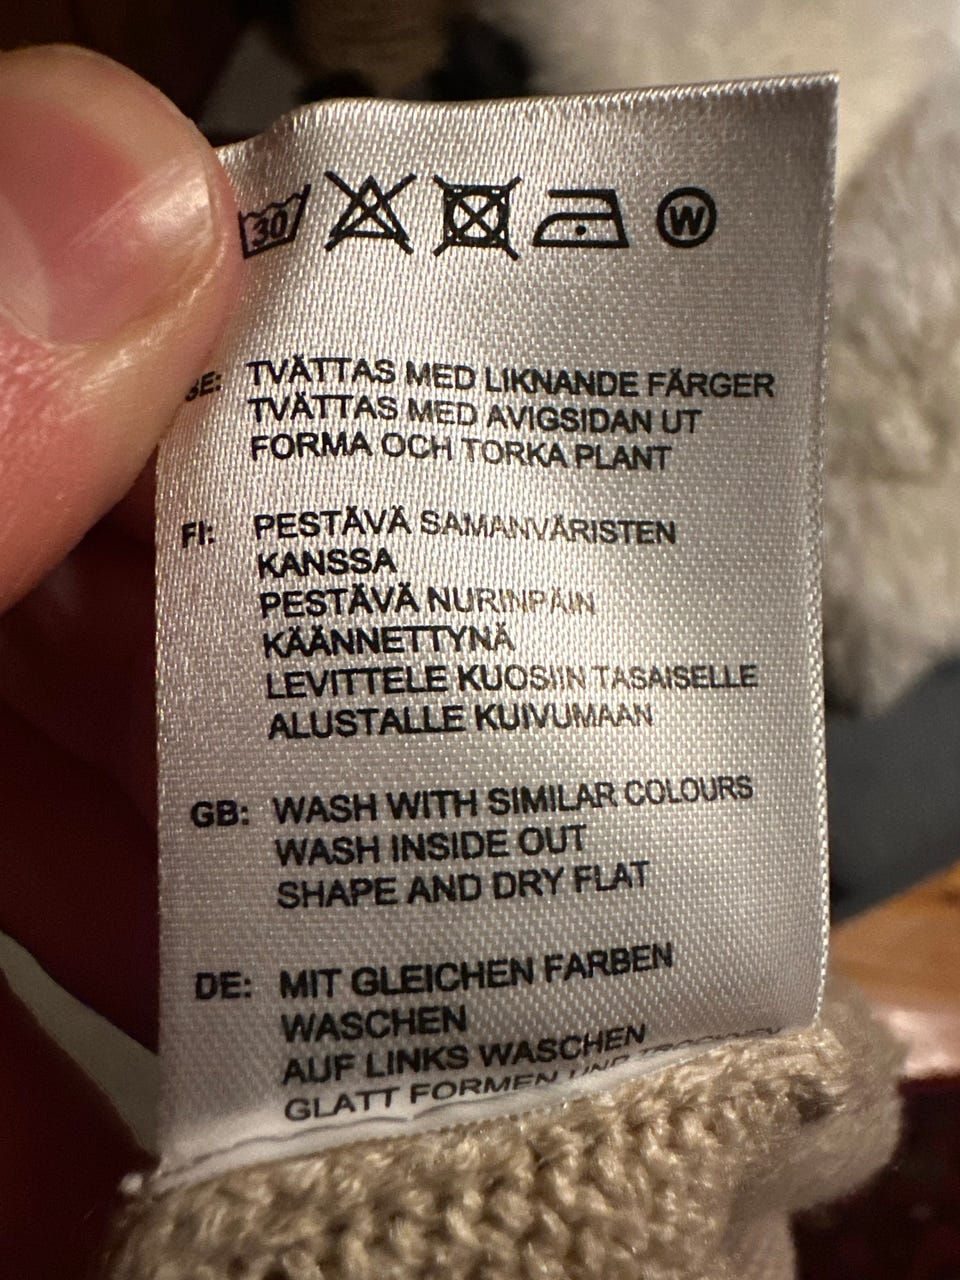 30 W
SE: TVÄTTAS MED LIKNANDE FÄRGER
TVÄTTAS MED AVIGSIDAN UT
FORMA OCH TORKA PLANT
FI: PESTÄVÄ SAMANVÄRISTEN
KANSSA
PESTÄVÄ NURINPÄIN
KÄÄNNETTYNÄ
LEVITTELE KUOSIIN TASAISELLE
ALUSTALLE KUIVUMAAN
GB: WASH WITH SIMILAR COLOURS
WASH INSIDE OUT
SHAPE AND DRY FLAT
DE: MIT GLEICHEN FARBEN
WASCHEN
AUF LINKS WASCHEN
GLATT FORMEN UND TROCKNEN